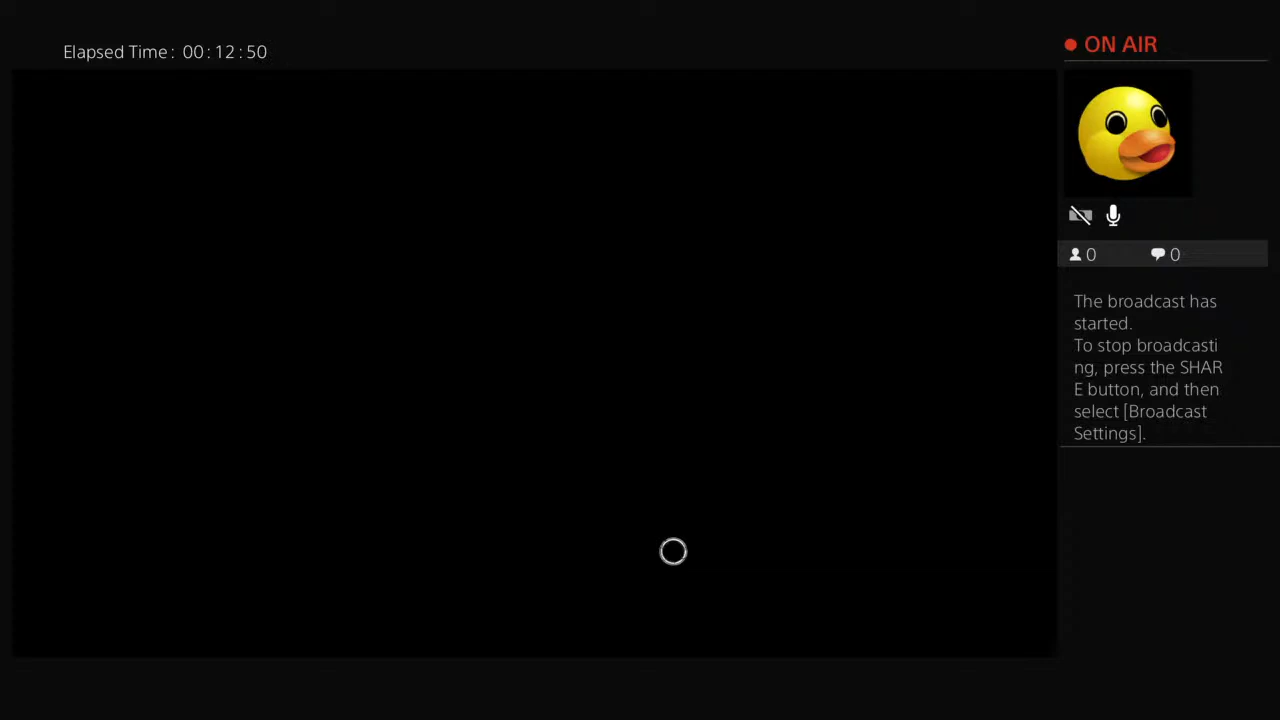 Elapsed Time: 00:12:50
ON AIR
0 0
The broadcast has
started.
To stop broadcasti
ng, press the SHAR
E button, and then
select [Broadcast
Settings].